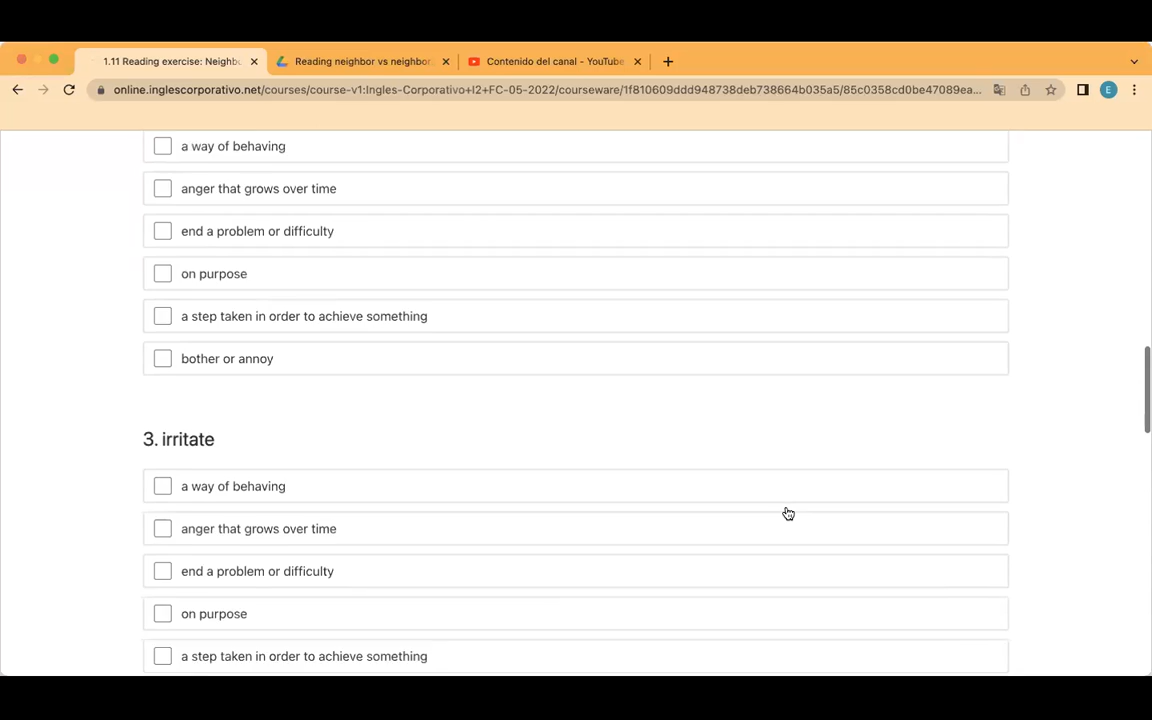 1.11 Reading exercise: Neighbo
Reading neighbor vs neighbor
Contenido del canal - YouTube
online.inglescorporativo.net/courses/course-v1:Ingles-Corporativo+I2+FC-05-2022/courseware/1f810609ddd948738deb738664b035a5/85c0358cd0be47089ea...
E
a way of behaving
anger that grows over time
end a problem or difficulty
on purpose
a step taken in order to achieve something
bother or annoy
3. irritate
a way of behaving
anger that grows over time
end a problem or difficulty
on purpose
a step taken in order to achieve something